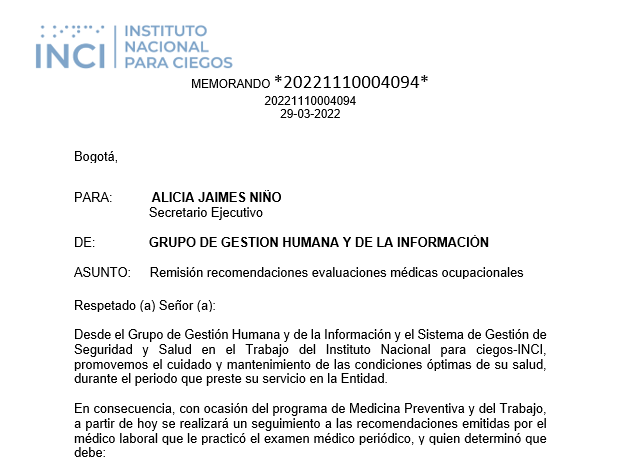 INCI
INSTITUTO
NACIONAL
PARA CIEGOS
MEMORANDO *20221110004094*
20221110004094
29-03-2022
Bogotá,
PARA: ALICIA JAIMES NIÑO
Secretario Ejecutivo
DE: GRUPO DE GESTION HUMANA Y DE LA INFORMACIÓN
ASUNTO: Remisión recomendaciones evaluaciones médicas ocupacionales
Respetado (a) Señor (a):
Desde el Grupo de Gestión Humana y de la Información y el Sistema de Gestión de
Seguridad y Salud en el Trabajo del Instituto Nacional para ciegos-INCI,
promovemos el cuidado y mantenimiento de las condiciones óptimas de su salud,
durante el periodo que preste su servicio en la Entidad.
En consecuencia, con ocasión del programa de Medicina Preventiva y del Trabajo,
a partir de hoy se realizará un seguimiento a las recomendaciones emitidas por el
médico laboral que le practicó el examen médico periódico, y quien determinó que
debe: